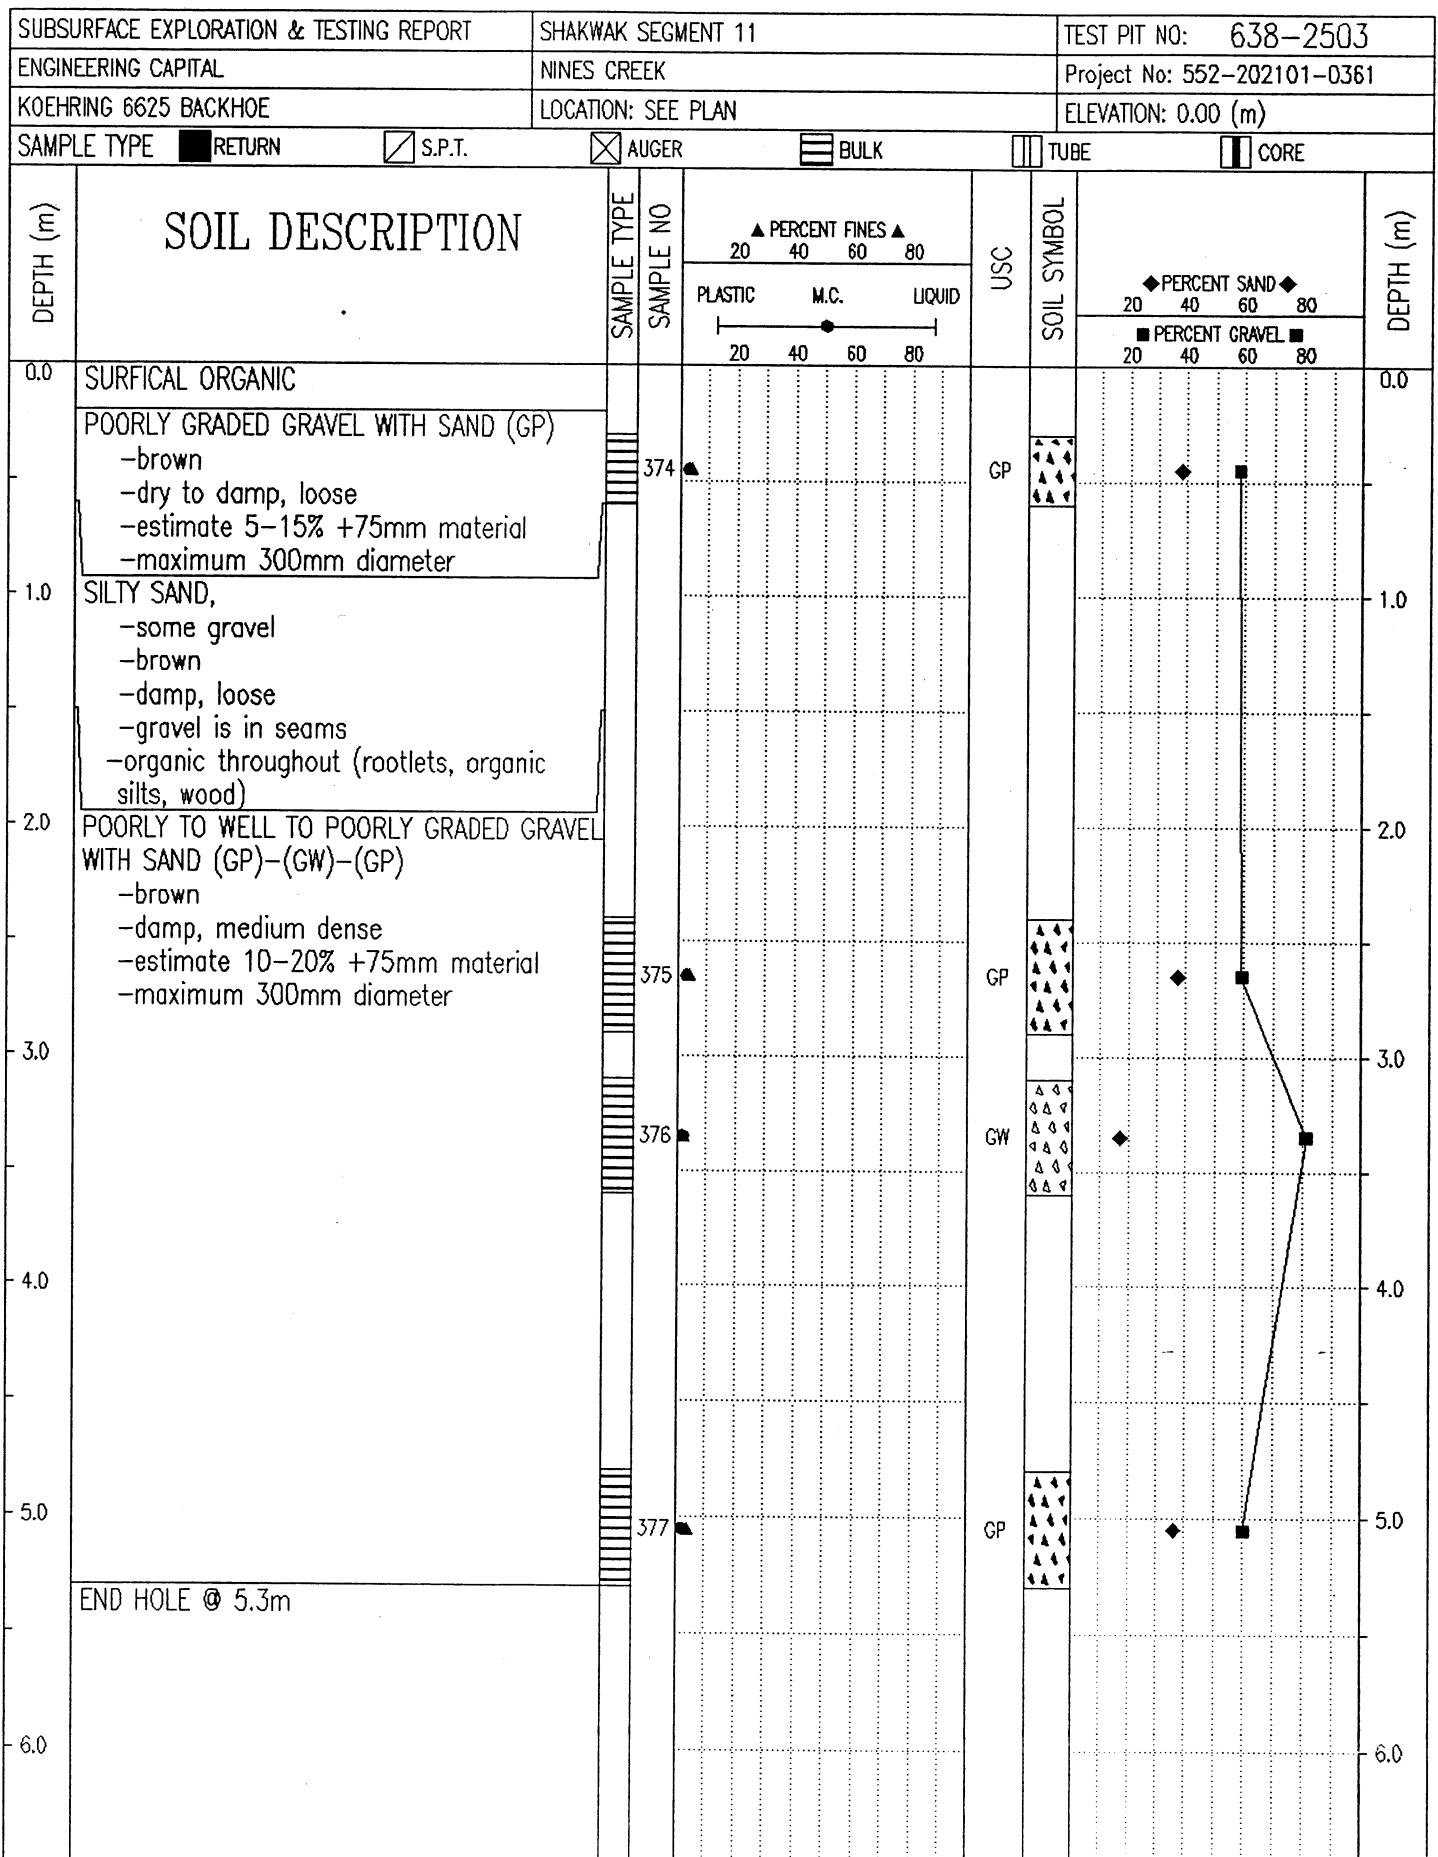 SUBSURFACE EXPLORATION & TESTING REPORT
SHAKWAK SEGMENT 11
TEST PIT NO: 638-2503
ENGINEERING CAPITAL
NINES CREEK
Project No: 552-202101-0361
KOEHRING 6625 BACKHOE
LOCATION: SEE PLAN
ELEVATION: 0.00 (m)
SAMPLE TYPE RETURN S.P.T. AUGER BULK TUBE CORE
DEPTH (m)
SOIL DESCRIPTION
SAMPLE TYPE
SAMPLE NO
▲ PERCENT FINES ▲
20 40 60 80
PLASTIC M.C. LIQUID
20 40 60 80
USC
SOIL SYMBOL
◆PERCENT SAND◆
20 40 60 80
■ PERCENT GRAVEL■
20 40 60 80
DEPTH (m)
0.0 SURFICAL ORGANIC 0.0
POORLY GRADED GRAVEL WITH SAND (GP)
-brown
374 GP
-dry to damp, loose
-estimate 5-15% +75mm material
-maximum 300mm diameter
1.0 SILTY SAND, 1.0
-some gravel
-brown
-damp, loose
-gravel is in seams
-organic throughout (rootlets, organic
silts, wood)
2.0 POORLY TO WELL TO POORLY GRADED GRAVEL 2.0
WITH SAND (GP)-(GW)-(GP)
-brown
-damp, medium dense
-estimate 10-20% +75mm material
375 GP
-maximum 300mm diameter
3.0 3.0
376 GW
4.0 4.0
5.0 377 GP 5.0
END HOLE @ 5.3m
6.0 6.0